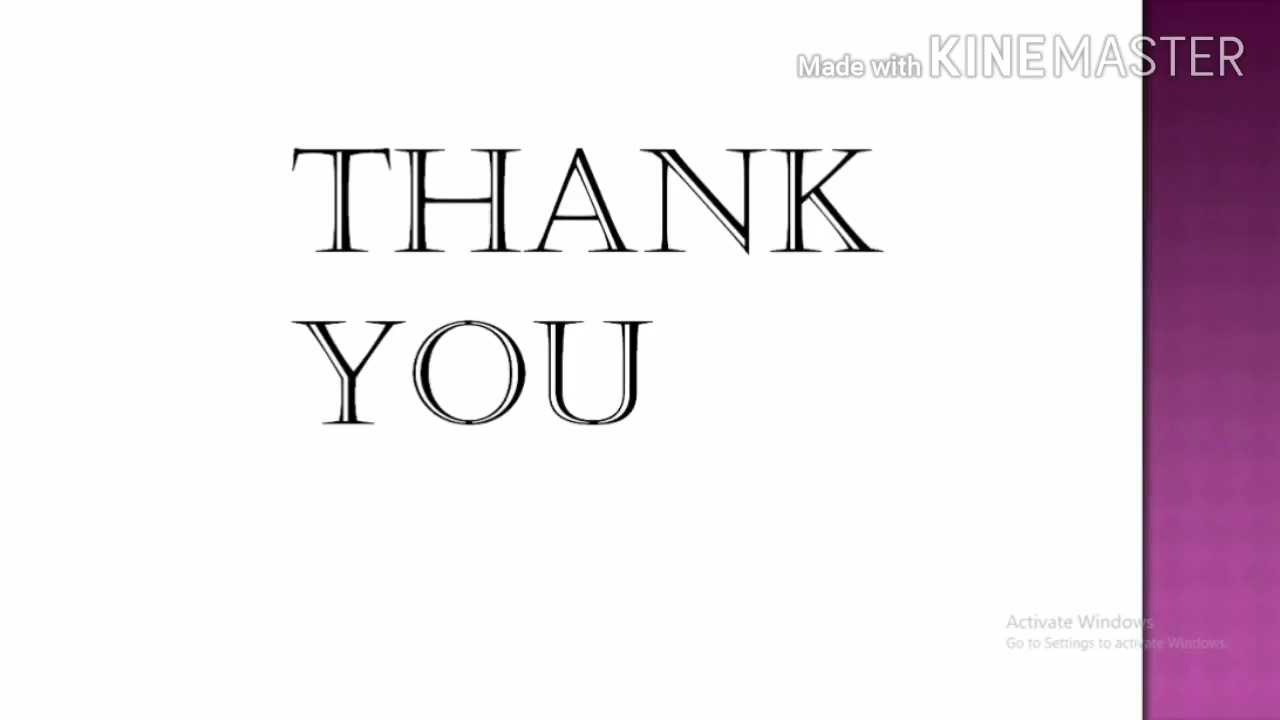 Made with KINEMASTER
THANK
YOU
Activate Windows
Go to Settings to activate Windows.